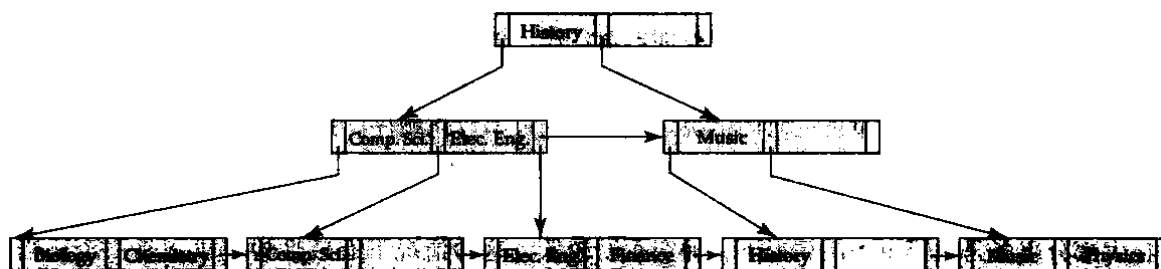 History
Comp. Sci. Elec. Eng. Music
Biology Chemistry Comp. Sci. Elec. Eng. Finance History Music Physics